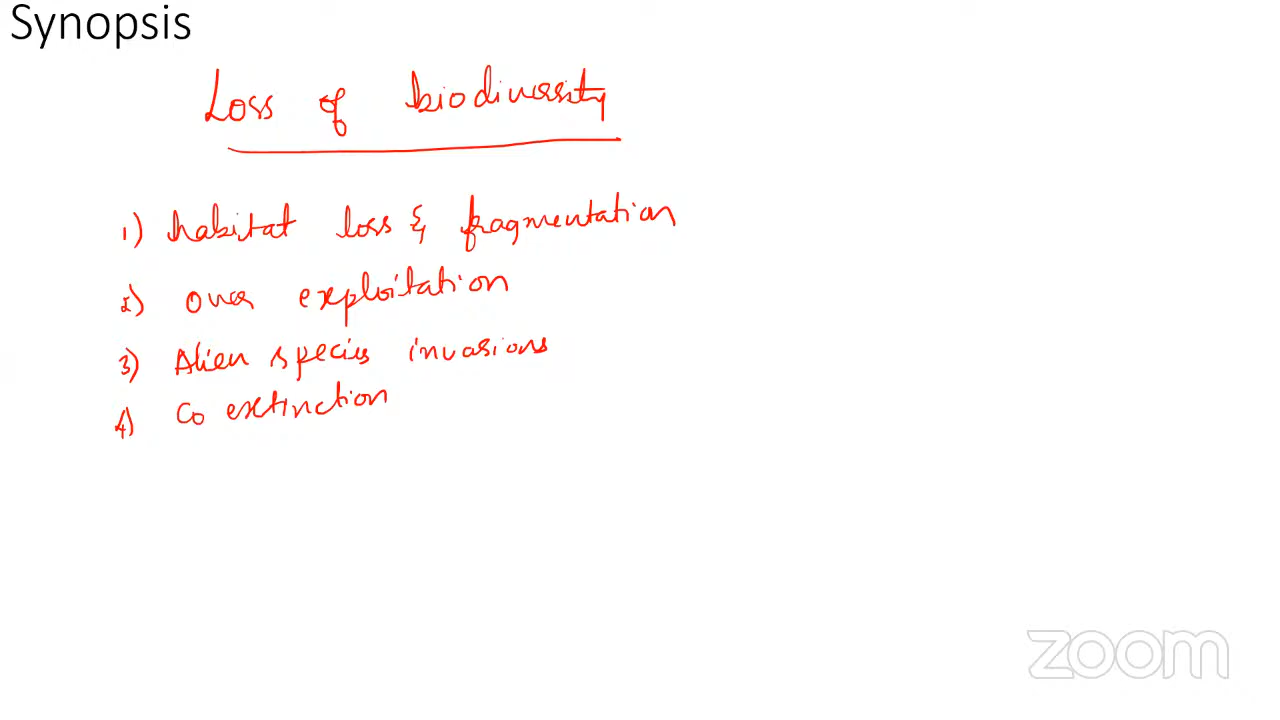 Synopsis
Loss of biodiversity
1) habitat loss & fragmentation
2) Over exploitation
3) Alien species invasions
4) Co extinction
zoom